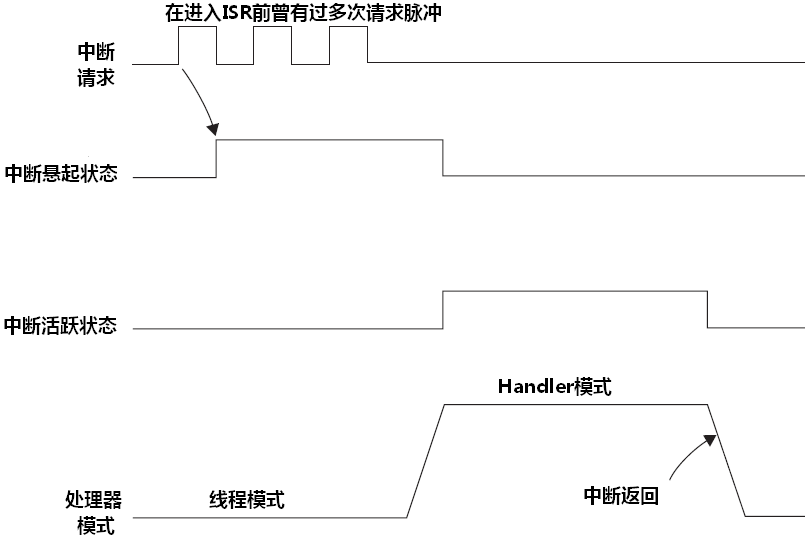 在进入ISR前曾有过多次请求脉冲
中断
请求
中断悬起状态
中断活跃状态
Handler模式
处理器
模式
线程模式
中断返回